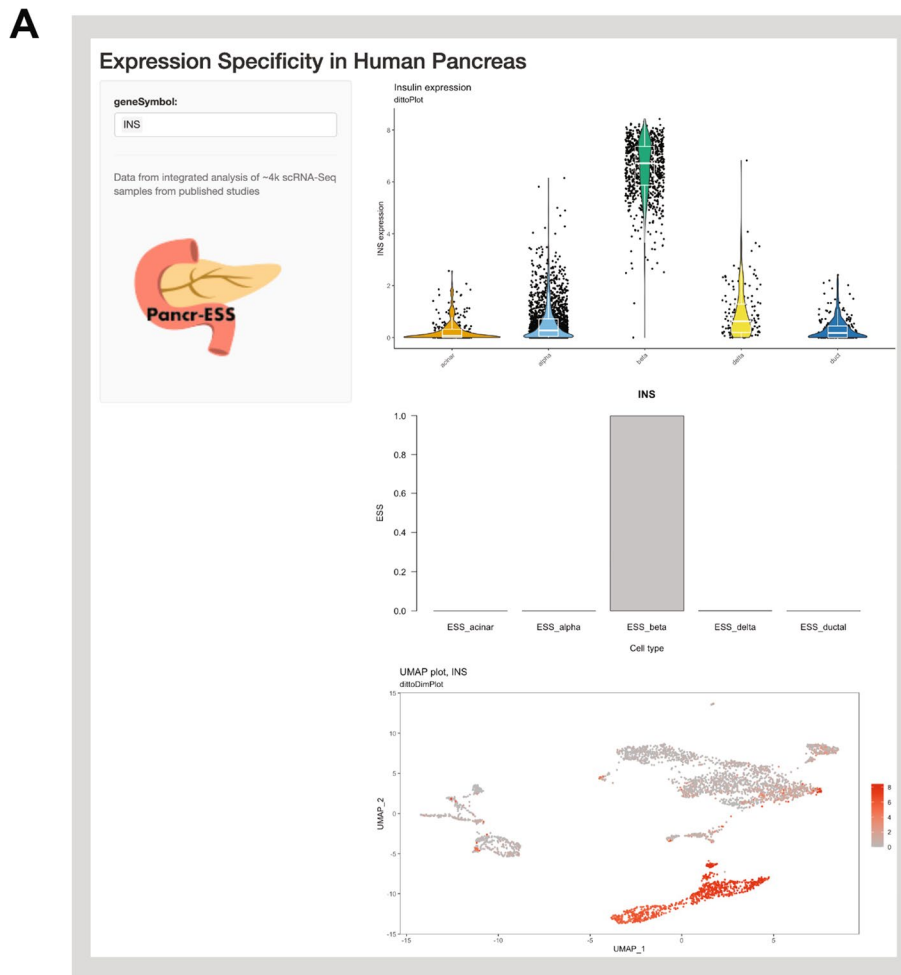 A
Expression Specificity in Human Pancreas
geneSymbol:
INS
Data from integrated analysis of ~4k scRNA-Seq
samples from published studies
Pancr-ESS
Insulin expression
dittoPlot
INS expression
8
6
4
2
0
acinar
alpha
beta
delta
duct
INS
ESS
1.0
0.8
0.6
0.4
0.2
0.0
ESS_acinar
ESS_alpha
ESS_beta
ESS_delta
ESS_ductal
Cell type
UMAP plot, INS
dittoDimPlot
UMAP_2
15
10
5
0
-5
-10
-15
-15
-10
-5
0
5
UMAP_1
8
6
4
2
0